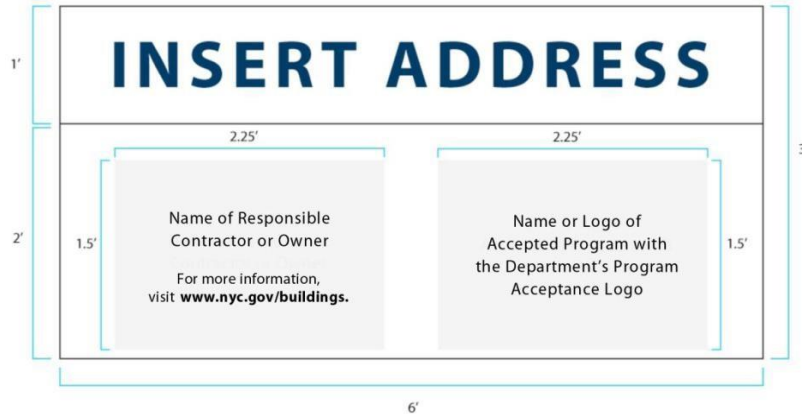 1'
INSERT ADDRESS
2.25'
2.25'
2'
1.5'
Name of Responsible
Contractor or Owner
For more information,
visit www.nyc.gov/buildings.
Name or Logo of
Accepted Program with
the Department's Program
Acceptance Logo
1.5'
3
6'